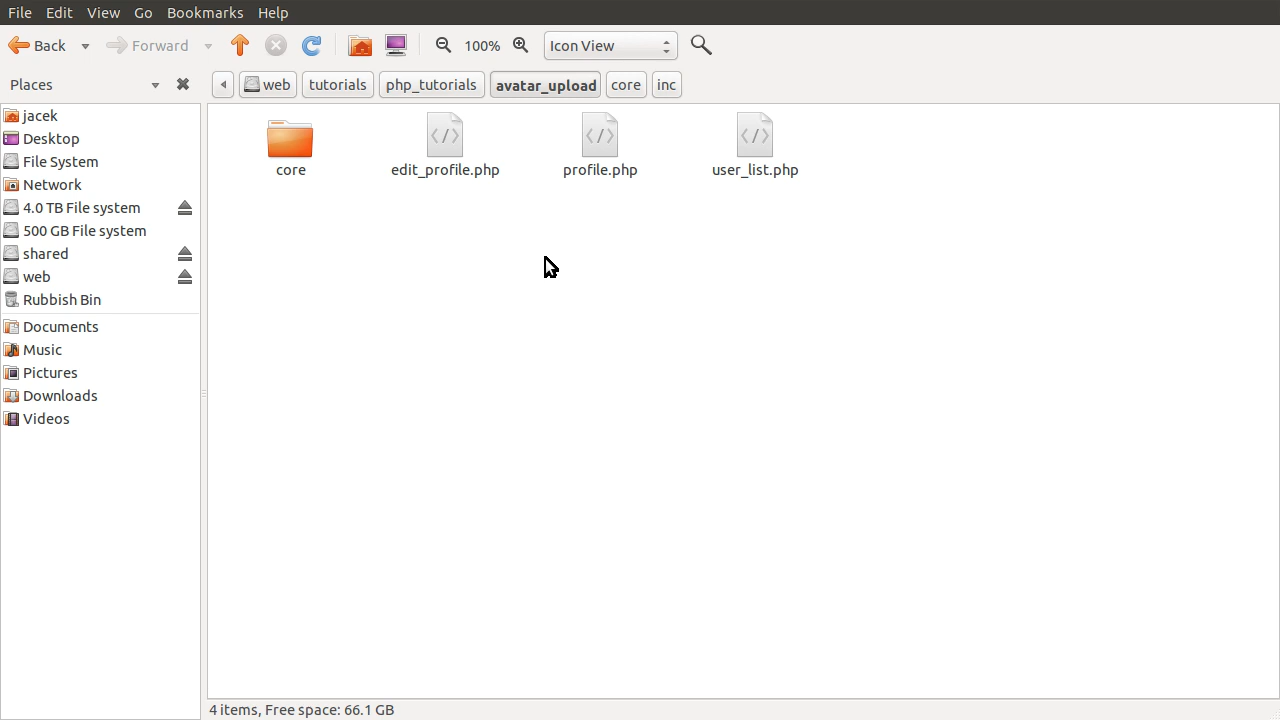 File Edit View Go Bookmarks Help
Back Forward 100% Icon View
Places web tutorials php_tutorials avatar_upload core inc
jacek
Desktop
File System
Network
4.0 TB File system
500 GB File system
shared
web
Rubbish Bin
Documents
Music
Pictures
Downloads
Videos
core edit_profile.php profile.php user_list.php
4 items, Free space: 66.1 GB